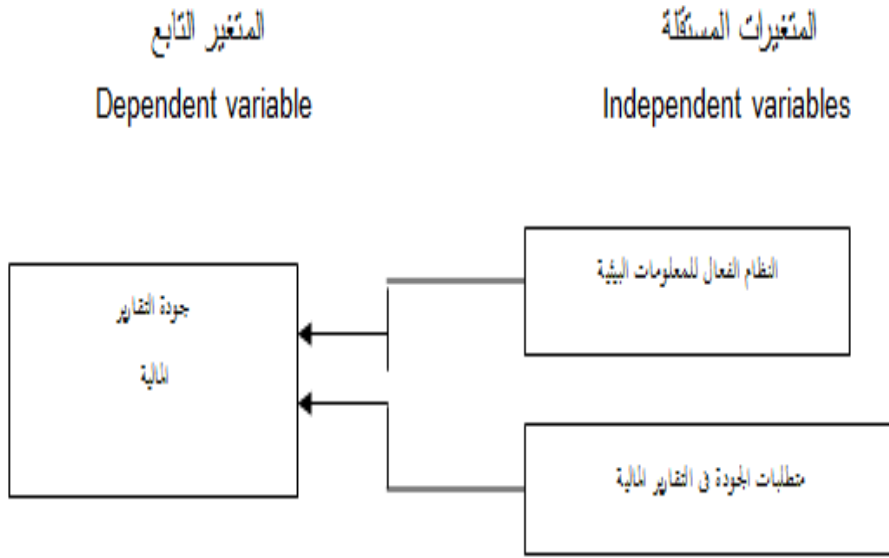 المتغيرات المستقلة
Independent variables
المتغير التابع
Dependent variable
النظام الفعال للمعلومات البيئية
جودة التقارير
المالية
متطلبات الجودة فى التقارير المالية